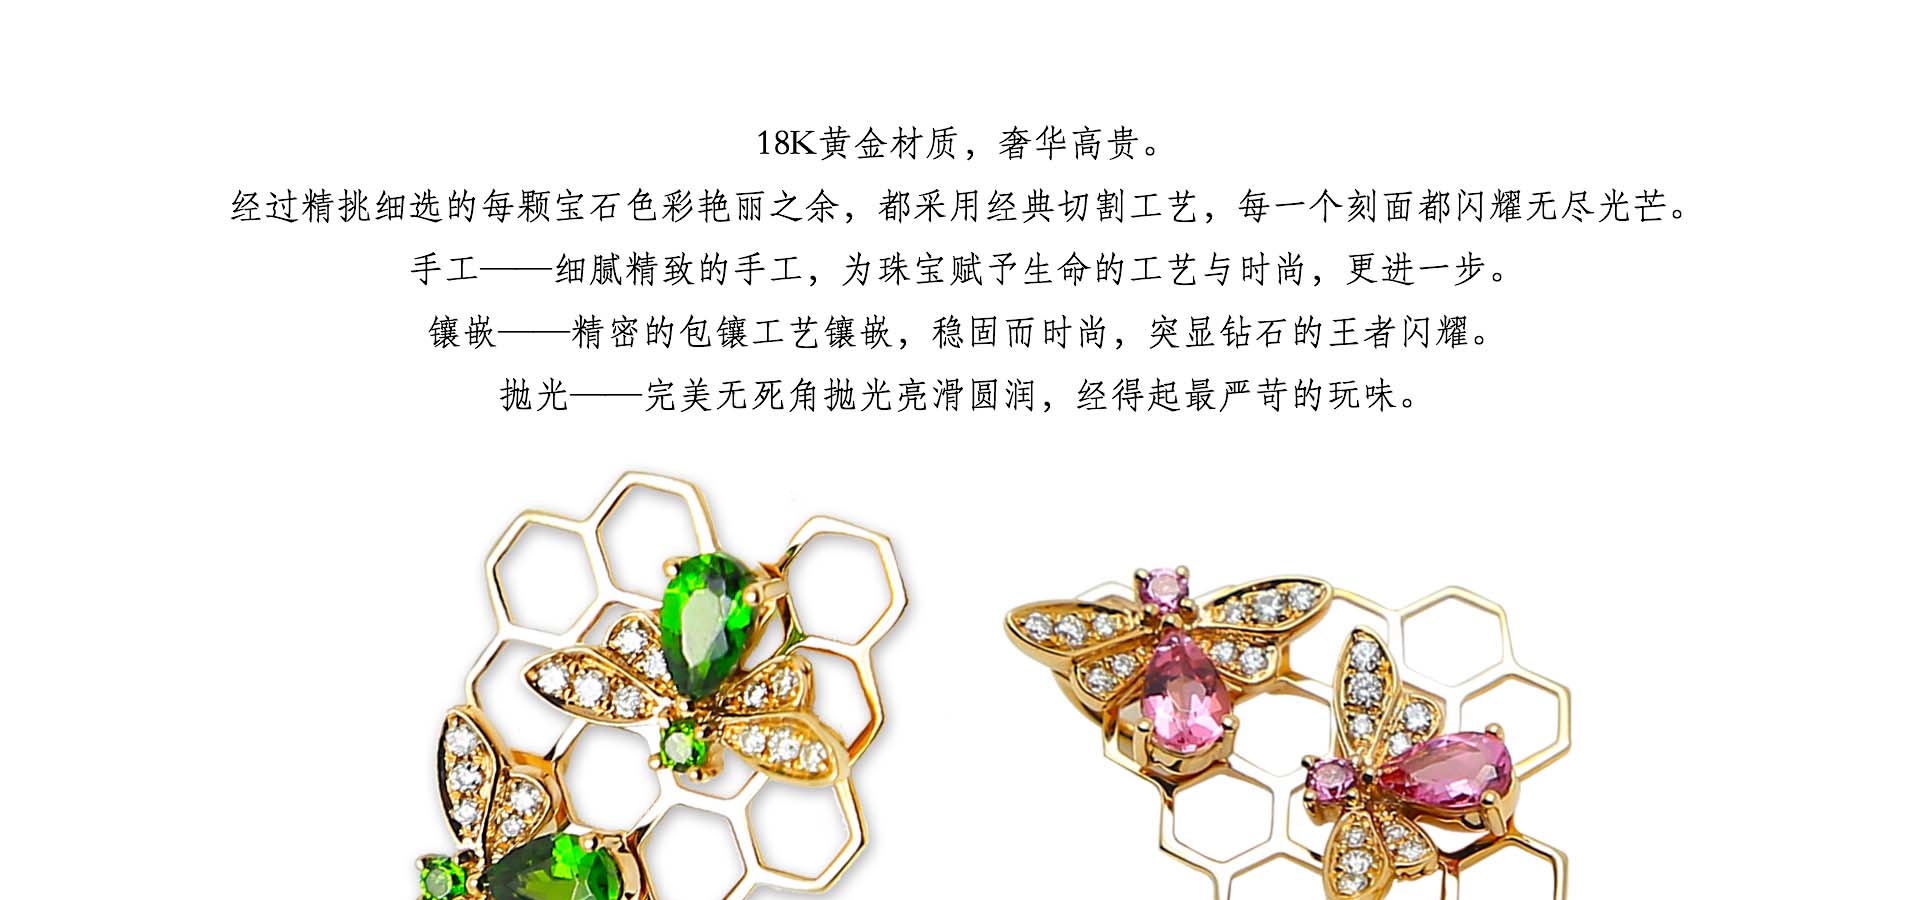 18K黄金材质，奢华高贵。
经过精挑细选的每颗宝石色彩艳丽之余，都采用经典切割工艺，每一个刻面都闪耀无尽光芒。
手工——细腻精致的手工，为珠宝赋予生命的工艺与时尚，更进一步。
镶嵌——精密的包镶工艺镶嵌，稳固而时尚，突显钻石的王者闪耀。
抛光——完美无死角抛光亮滑圆润，经得起最严苛的玩味。